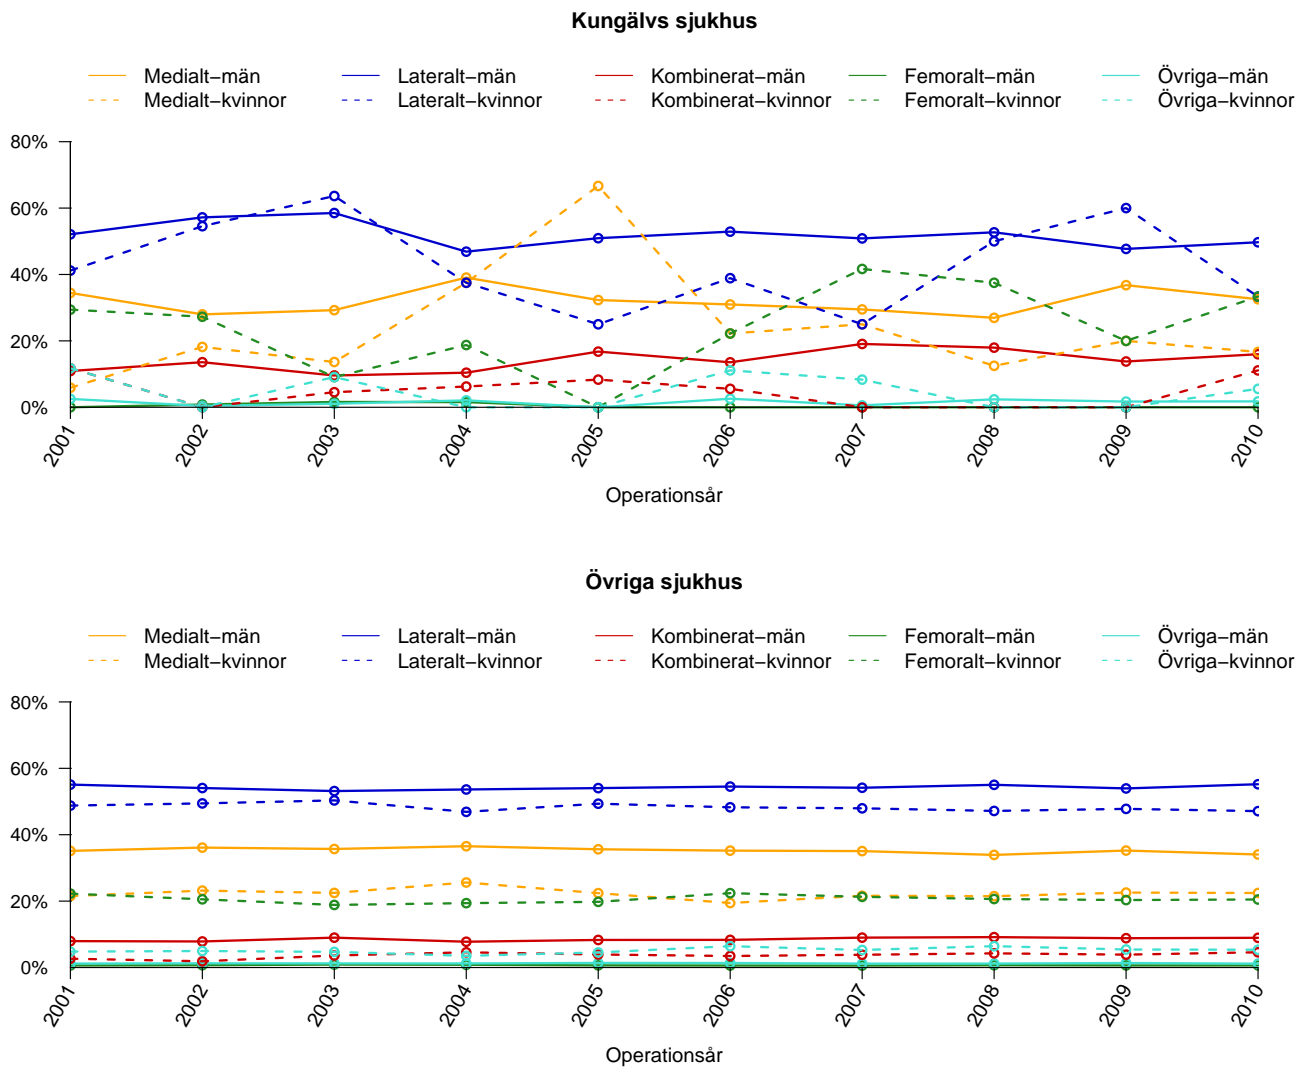 Kungälvs sjukhus
Medialt−män Lateralt−män Kombinerat−män Femoralt−män Övriga−män
Medialt−kvinnor Lateralt−kvinnor Kombinerat−kvinnor Femoralt−kvinnor Övriga−kvinnor
80%
60%
40%
20%
0%
2001 2002 2003 2004 2005 2006 2007 2008 2009 2010
Operationsår
Övriga sjukhus
Medialt−män Lateralt−män Kombinerat−män Femoralt−män Övriga−män
Medialt−kvinnor Lateralt−kvinnor Kombinerat−kvinnor Femoralt−kvinnor Övriga−kvinnor
80%
60%
40%
20%
0%
2001 2002 2003 2004 2005 2006 2007 2008 2009 2010
Operationsår